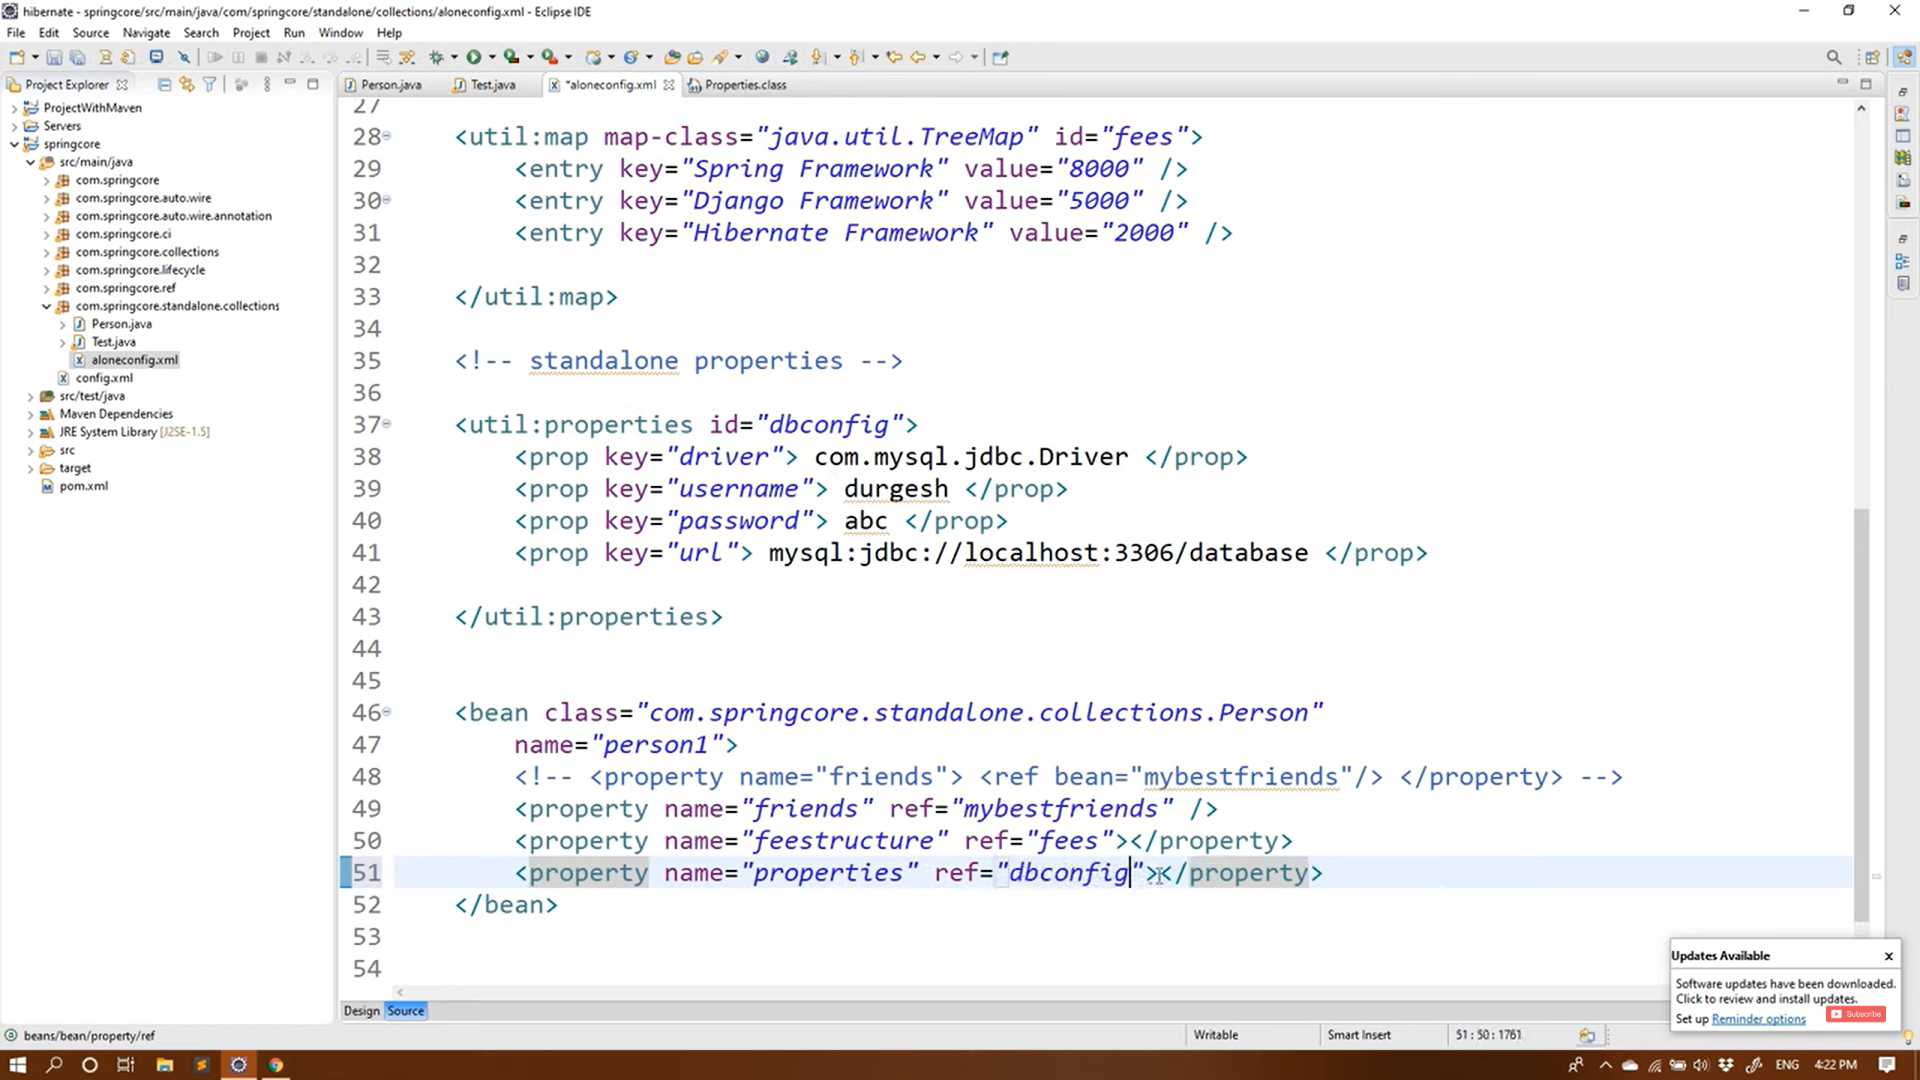 hibernate - springcore/src/main/java/com/springcore/standalone/collections/aloneconfig.xml - Eclipse IDE
File Edit Source Navigate Search Project Run Window Help
Project Explorer
Person.java Test.java *aloneconfig.xml Properties.class
ProjectWithMaven
Servers
springcore
src/main/java
com.springcore
com.springcore.auto.wire
com.springcore.auto.wire.annotation
com.springcore.ci
com.springcore.collections
com.springcore.lifecycle
com.springcore.ref
com.springcore.standalone.collections
Person.java
Test.java
aloneconfig.xml
config.xml
src/test/java
Maven Dependencies
JRE System Library [J2SE-1.5]
src
target
pom.xml
27
28 <util:map map-class="java.util.TreeMap" id="fees">
29 <entry key="Spring Framework" value="8000" />
30 <entry key="Django Framework" value="5000" />
31 <entry key="Hibernate Framework" value="2000" />
32
33 </util:map>
34
35 <!-- standalone properties -->
36
37 <util:properties id="dbconfig">
38 <prop key="driver"> com.mysql.jdbc.Driver </prop>
39 <prop key="username"> durgesh </prop>
40 <prop key="password"> abc </prop>
41 <prop key="url"> mysql:jdbc://localhost:3306/database </prop>
42
43 </util:properties>
44
45
46 <bean class="com.springcore.standalone.collections.Person"
47 name="person1">
48 <!-- <property name="friends"> <ref bean="mybestfriends"/> </property> -->
49 <property name="friends" ref="mybestfriends" />
50 <property name="feestructure" ref="fees"></property>
51 <property name="properties" ref="dbconfig"></property>
52 </bean>
53
54
Design Source
Updates Available
Software updates have been downloaded.
Click to review and install updates.
Set up Reminder options
Subscribe
beans/bean/property/ref
Writable Smart Insert 51 : 50 : 1761
ENG 4:22 PM